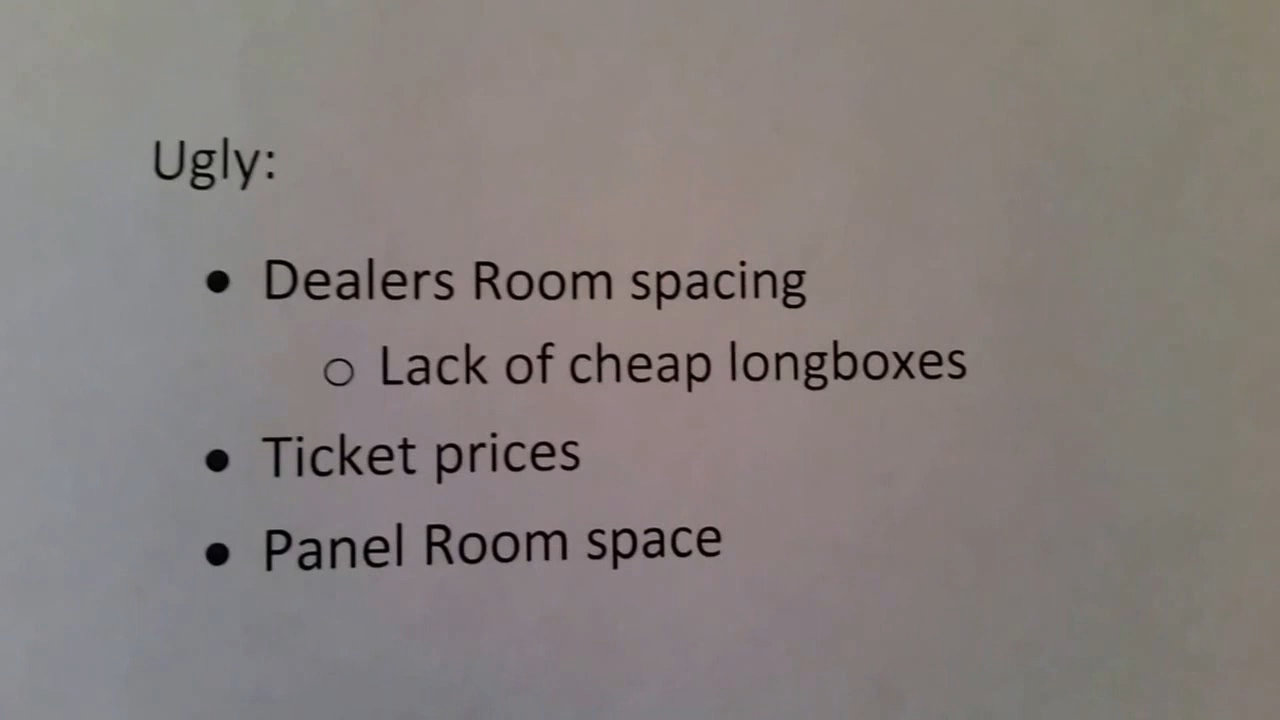 Ugly:
● Dealers Room spacing
○ Lack of cheap longboxes
● Ticket prices
● Panel Room space